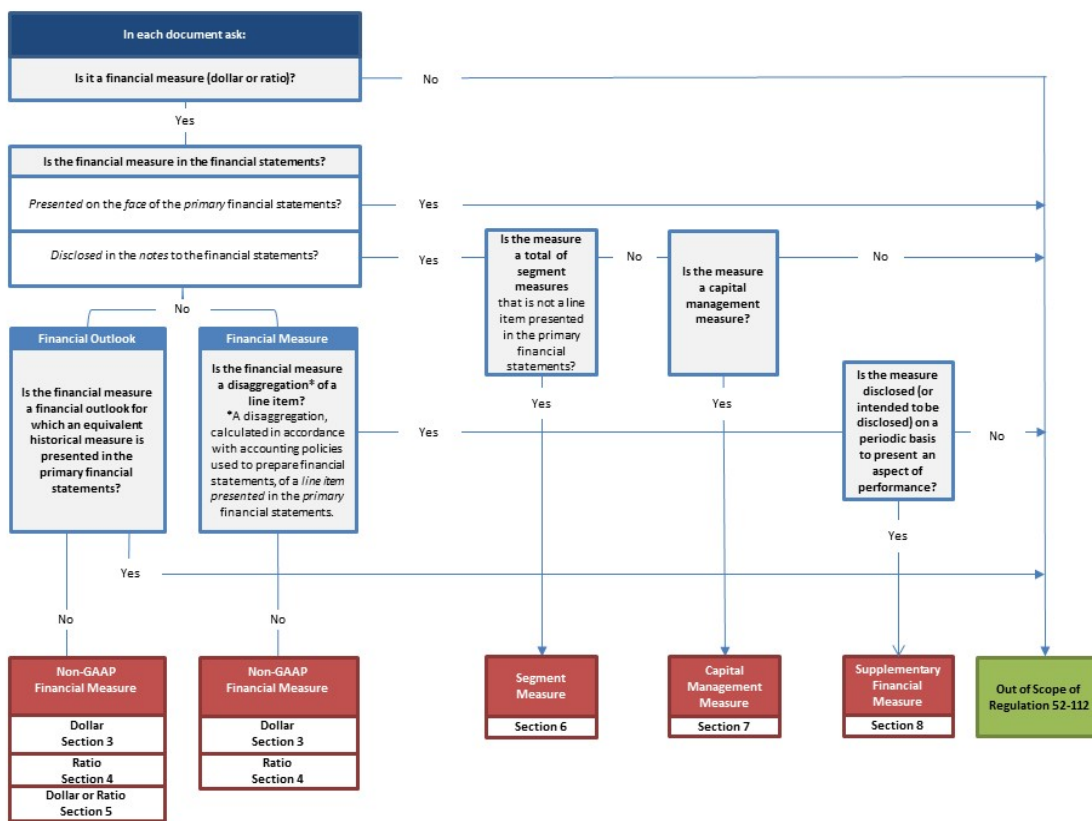 In each document ask:
Is it a financial measure (dollar or ratio)?
No
Yes
Is the financial measure in the financial statements?
Presented on the face of the primary financial statements?
Yes
Disclosed in the notes to the financial statements?
Yes
Is the measure
a total of
segment
measures
that is not a line
item presented
in the primary
financial
statements?
No
Is the measure
a capital
management
measure?
No
No
Financial Outlook
Is the financial measure
a financial outlook for
which an equivalent
historical measure is
presented in the
primary financial
statements?
Financial Measure
Is the financial measure
a disaggregation* of a
line item?
*A disaggregation,
calculated in accordance
with accounting policies
used to prepare financial
statements, of a line item
presented in the primary
financial statements.
Yes
Yes
Yes
Is the measure
disclosed (or
intended to be
disclosed) on a
periodic basis
to present an
aspect of
performance?
No
Yes
Yes
No
No
Non-GAAP
Financial Measure
Dollar
Section 3
Ratio
Section 4
Dollar or Ratio
Section 5
Non-GAAP
Financial Measure
Dollar
Section 3
Ratio
Section 4
Segment
Measure
Section 6
Capital
Management
Measure
Section 7
Supplementary
Financial
Measure
Section 8
Out of Scope of
Regulation 52-112